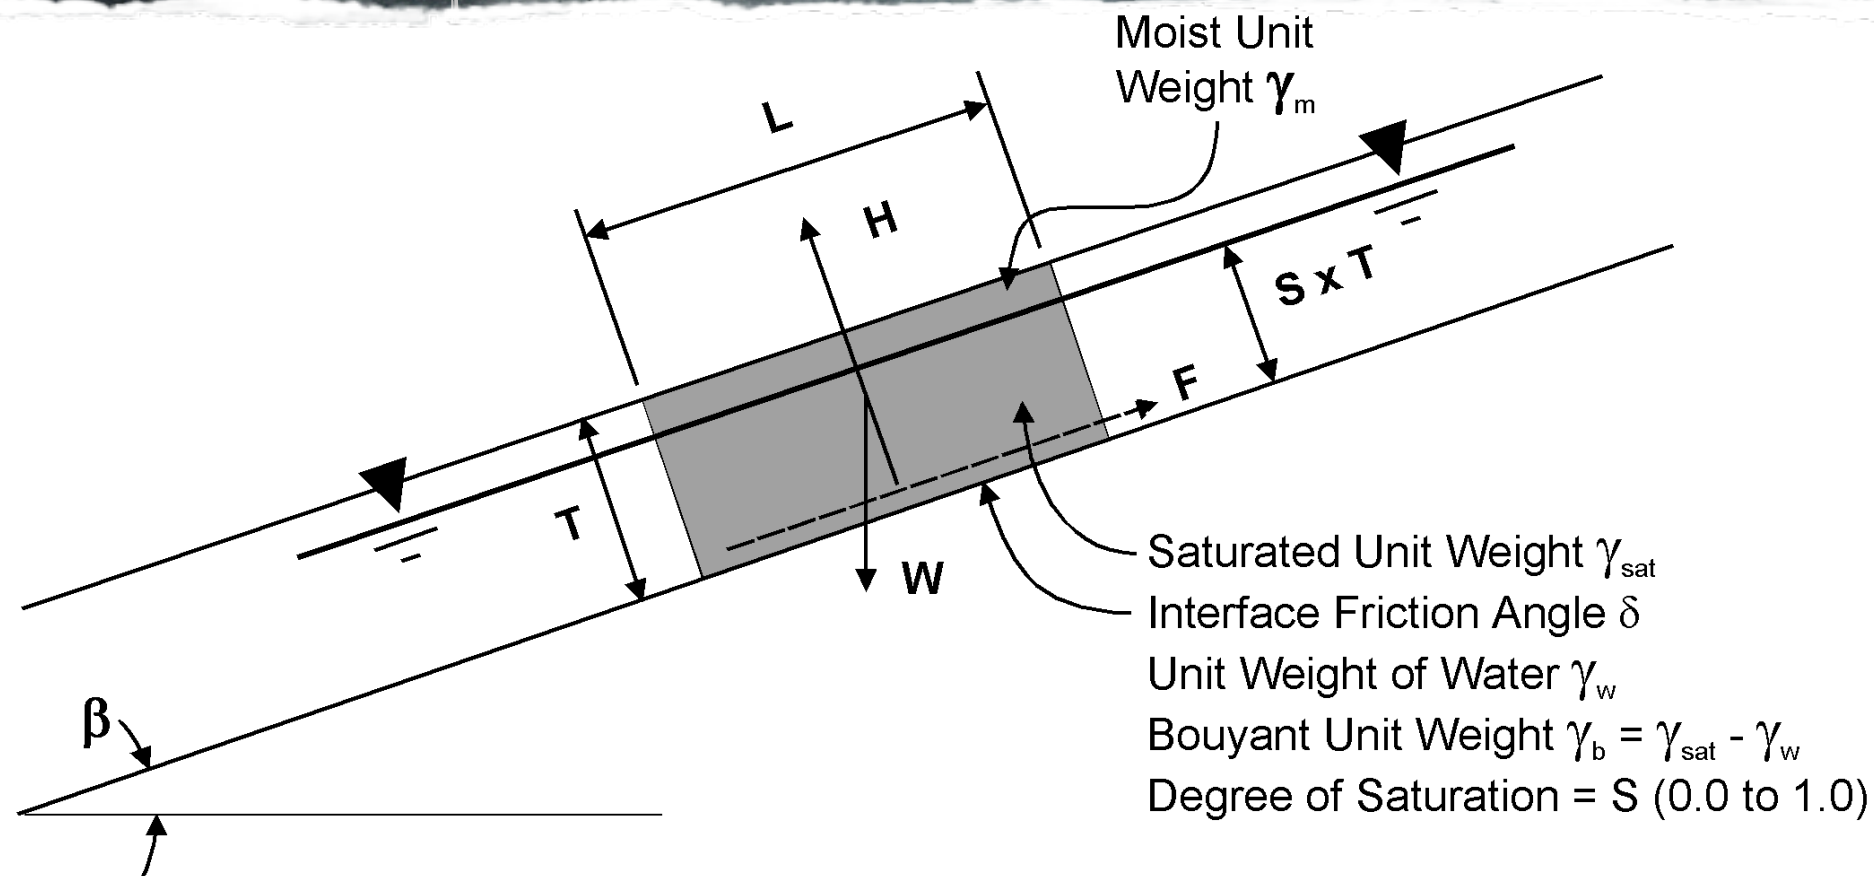 Moist Unit
Weight γm
L
H
S x T
F
T
W
Saturated Unit Weight γsat
Interface Friction Angle δ
Unit Weight of Water γw
Bouyant Unit Weight γb = γsat - γw
Degree of Saturation = S (0.0 to 1.0)
β